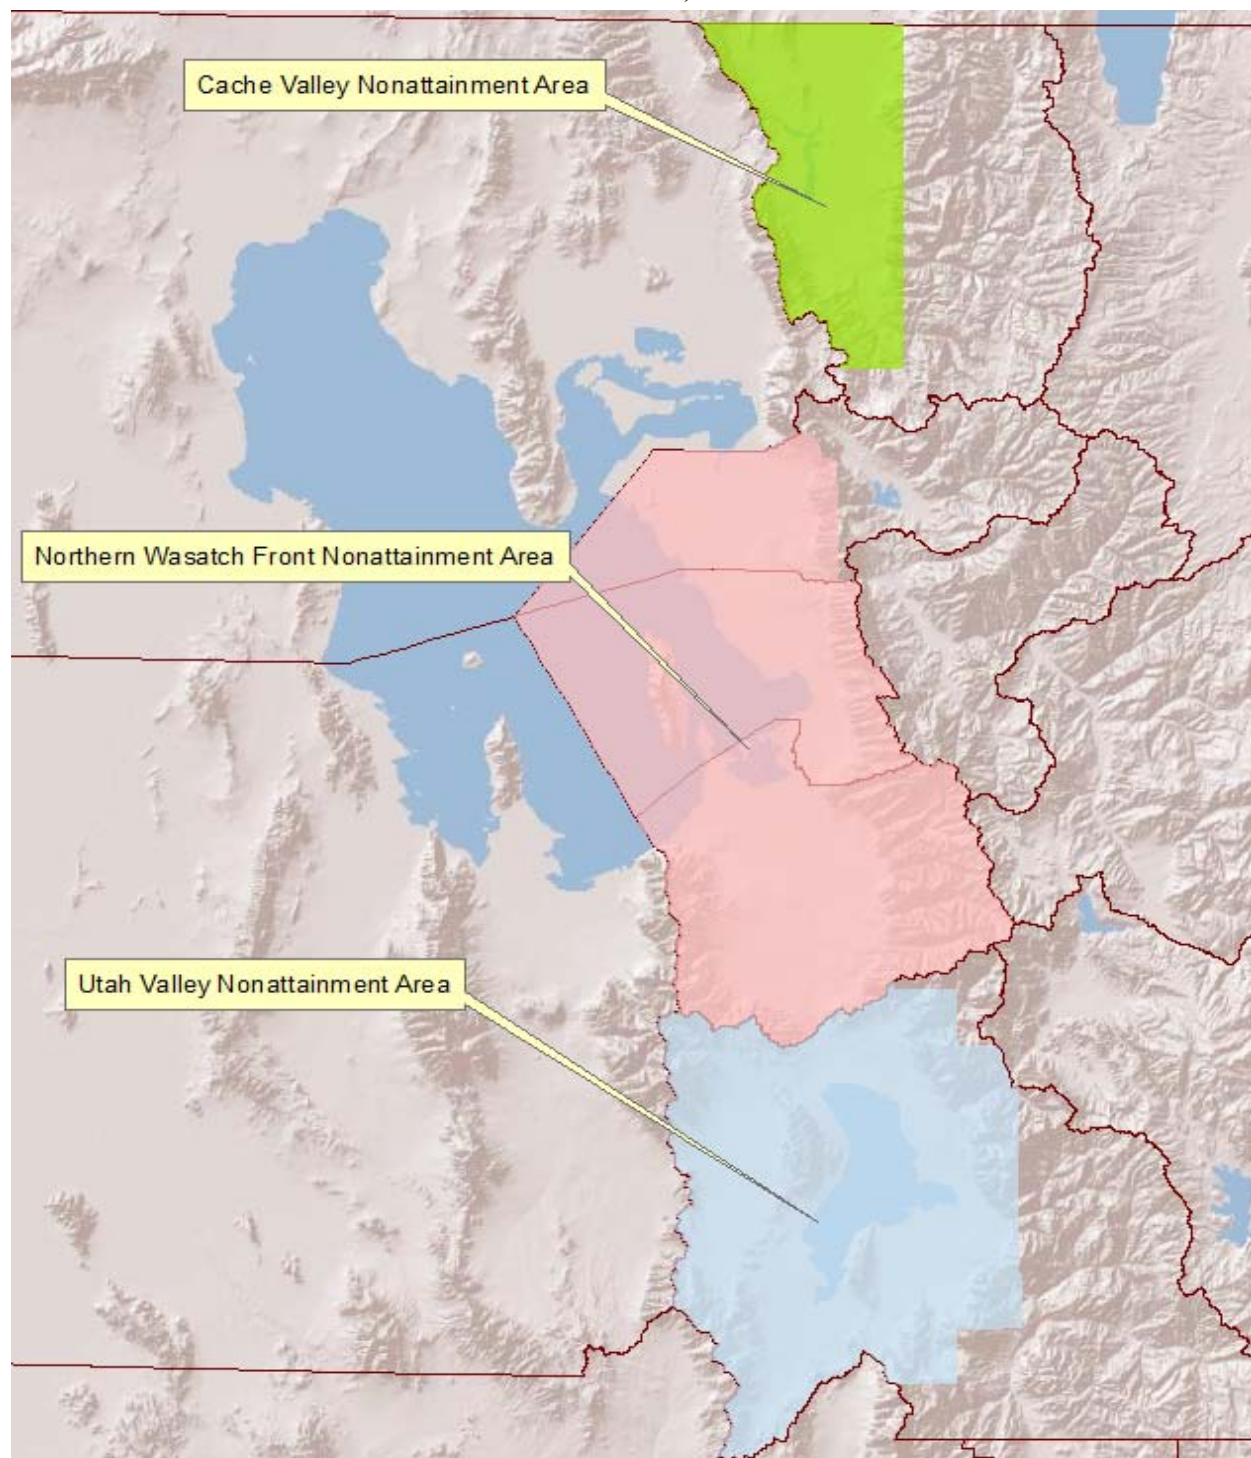 Cache Valley Nonattainment Area
Northern Wasatch Front Nonattainment Area
Utah Valley Nonattainment Area